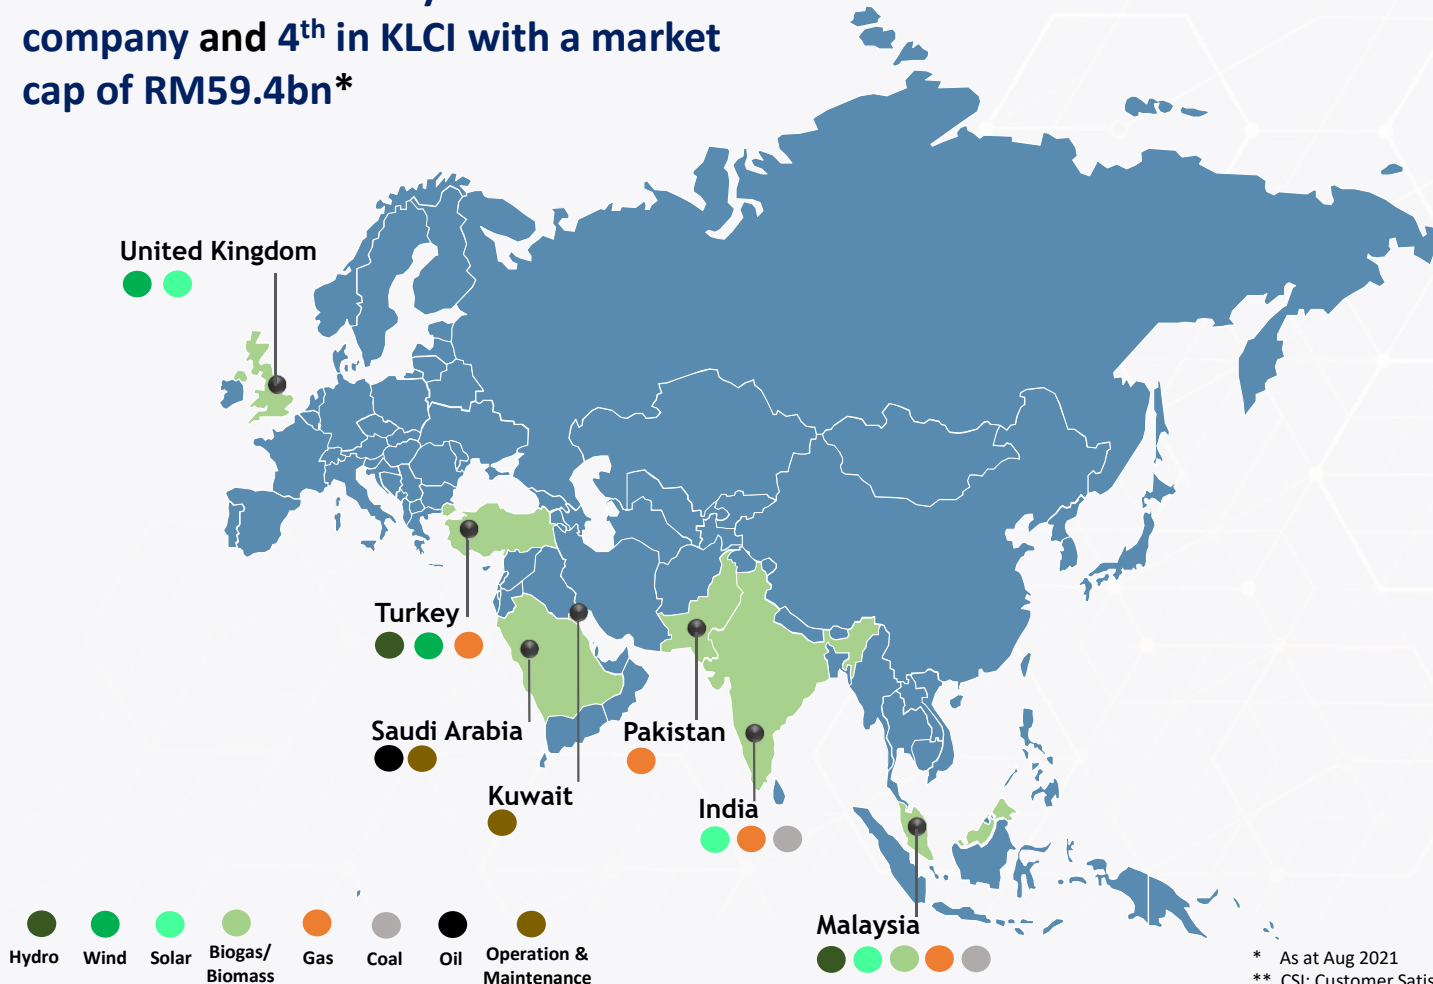 company and 4th in KLCI with a market
cap of RM59.4bn*
United Kingdom
Turkey
Saudi Arabia
Pakistan
Kuwait
India
Malaysia
Hydro
Wind
Solar
Biogas/
Biomass
Gas
Coal
Oil
Operation &
Maintenance
* As at Aug 2021
** CSI: Customer